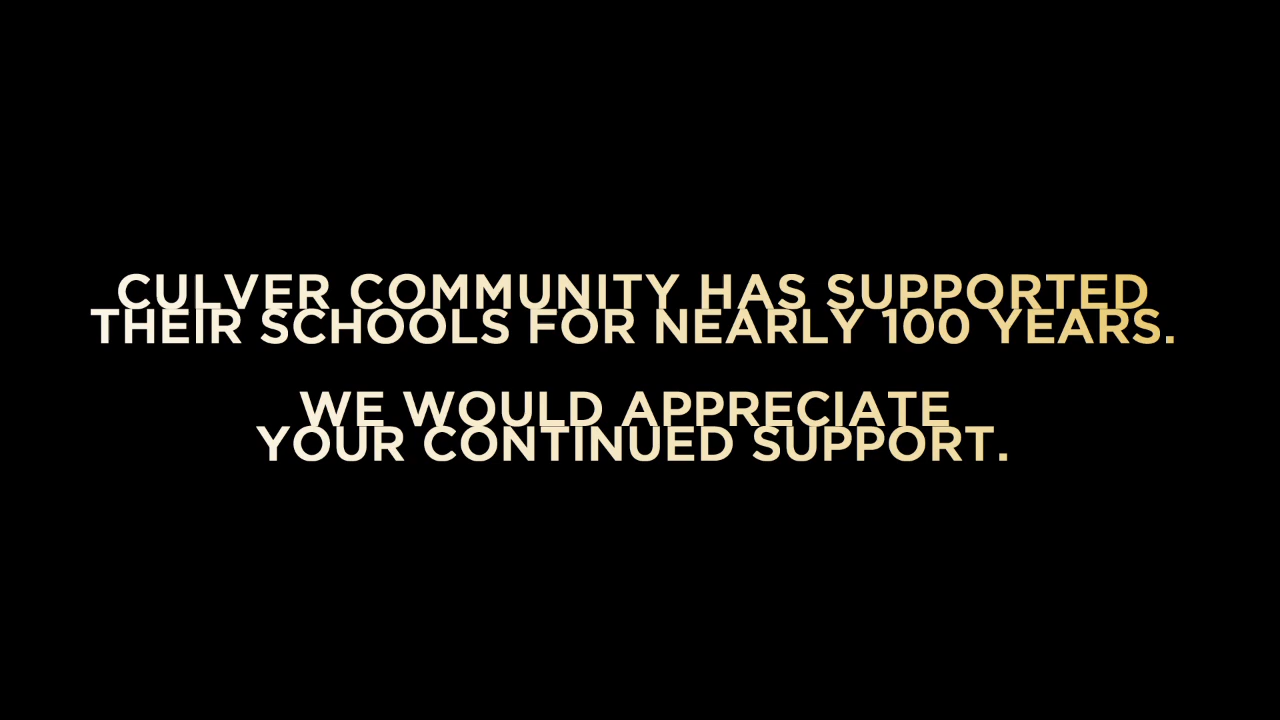 CULVER COMMUNITY HAS SUPPORTED
THEIR SCHOOLS FOR NEARLY 100 YEARS.
WE WOULD APPRECIATE
YOUR CONTINUED SUPPORT.